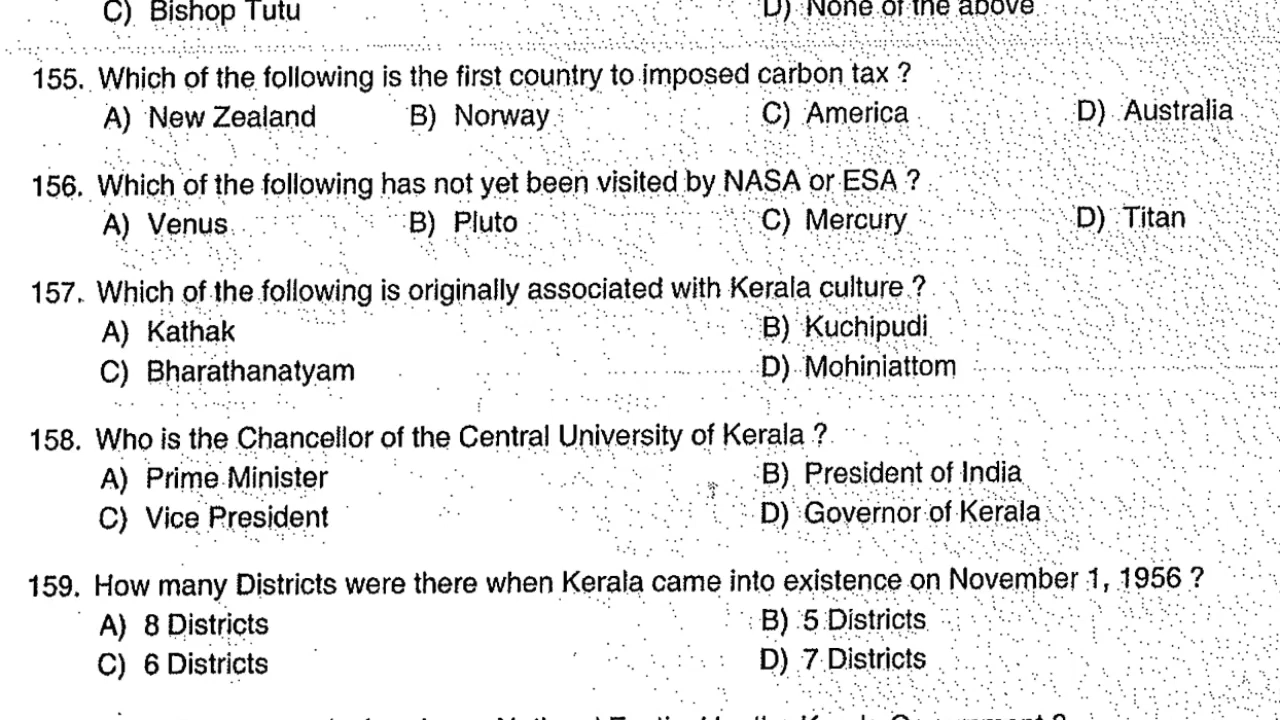 C) Bishop Tutu D) None of the above
155. Which of the following is the first country to imposed carbon tax ?
A) New Zealand B) Norway C) America D) Australia
156. Which of the following has not yet been visited by NASA or ESA ?
A) Venus B) Pluto C) Mercury D) Titan
157. Which of the following is originally associated with Kerala culture ?
A) Kathak B) Kuchipudi
C) Bharathanatyam D) Mohiniattom
158. Who is the Chancellor of the Central University of Kerala ?
A) Prime Minister B) President of India
C) Vice President D) Governor of Kerala
159. How many Districts were there when Kerala came into existence on November 1, 1956 ?
A) 8 Districts B) 5 Districts
C) 6 Districts D) 7 Districts